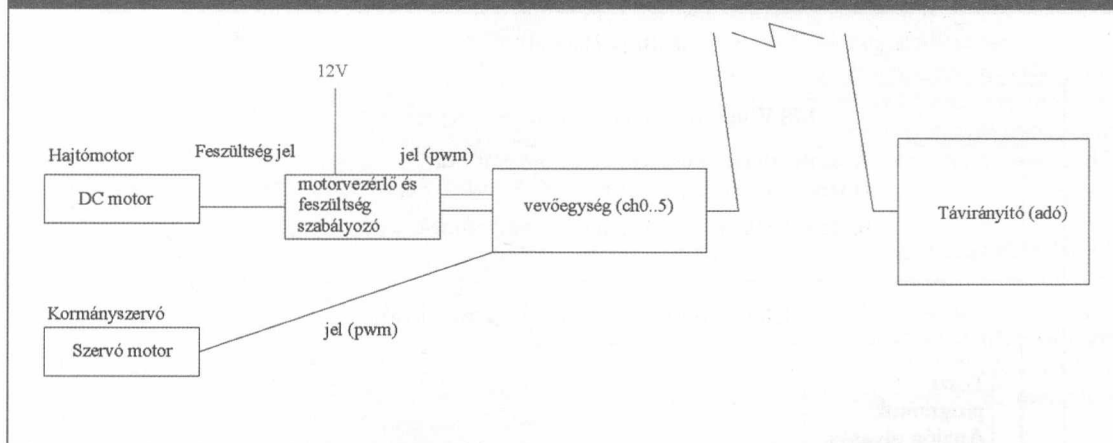 12V
Hajtómotor
Feszültség jel
jel (pwm)
DC motor
motorvezérlő és
feszültség
szabályozó
vevőegység (ch0..5)
Távirányító (adó)
Kormányszervó
jel (pwm)
Szervó motor